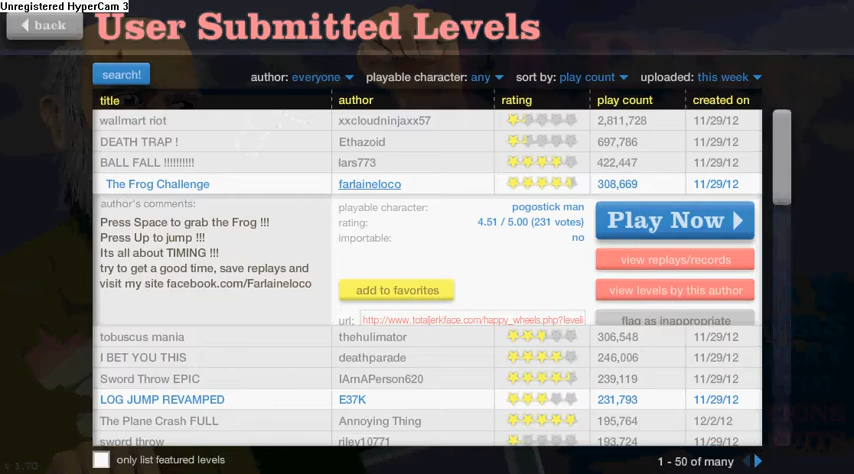 Unregistered HyperCam 3
back
User Submitted Levels
search!
author: everyone playable character: any sort by: play count uploaded: this week
title author rating play count created on
wallmart riot xxcloudninjaxx57 2,811,728 11/29/12
DEATH TRAP ! Ethazoid 697,786 11/29/12
BALL FALL !!!!!!!!!! lars773 422,447 11/29/12
The Frog Challenge farlaineloco 308,669 11/29/12
author's comments:
Press Space to grab the Frog !!!
Press Up to jump !!!
Its all about TIMING !!!
try to get a good time, save replays and
visit my site facebook.com/Farlaineloco
playable character: pogostick man
rating: 4.51 / 5.00 (231 votes)
importable: no
add to favorites
url: http://www.totaljerkface.com/happy_wheels.php?level
Play Now
view replays/records
view levels by this author
flag as inappropriate
tobuscus mania thehulimator 306,548 11/29/12
I BET YOU THIS deathparade 246,006 11/29/12
Sword Throw EPIC IAmAPerson620 239,119 11/29/12
LOG JUMP REVAMPED E37K 231,793 11/29/12
The Plane Crash FULL Annoying Thing 195,764 12/2/12
sword throw riley10771 193,724 11/29/12
only list featured levels
1 - 50 of many
v 1.70